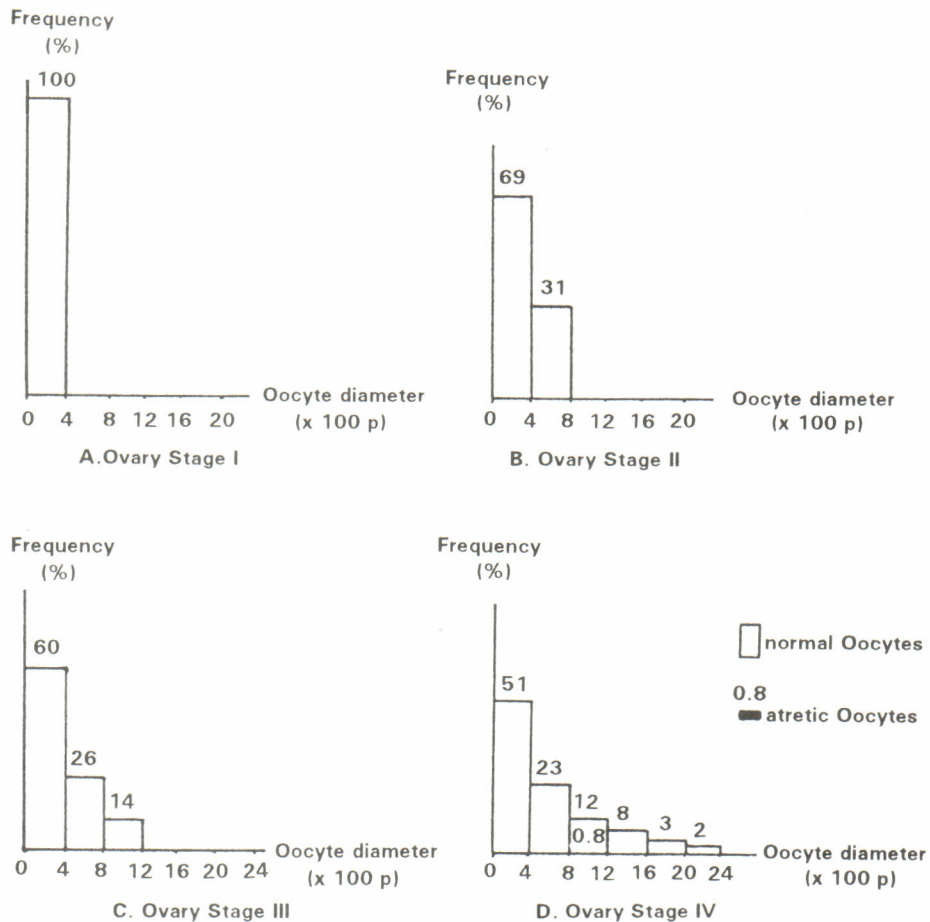 Frequency
(%)
100
Oocyte diameter
0 4 8 12 16 20 (x 100 p)
A.Ovary Stage I
Frequency
(%)
69
31
Oocyte diameter
0 4 8 12 16 20 (x 100 p)
B. Ovary Stage II
Frequency
(%)
60
26
14
Oocyte diameter
0 4 8 12 16 20 24 (x 100 p)
C. Ovary Stage III
Frequency
(%)
51
23
12
8
3
2
0.8
normal Oocytes
0.8
atretic Oocytes
Oocyte diameter
0 4 8 12 16 20 24 (x 100 p)
D. Ovary Stage IV